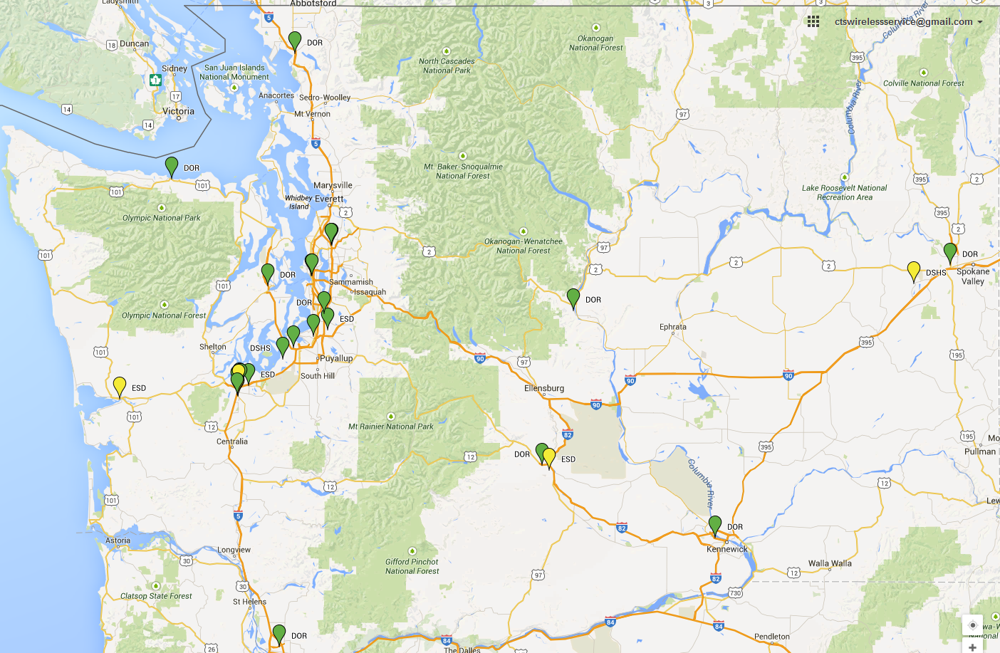 Ladysmith
Abbotsford
5
3
3
ctswirelessservice@gmail.com
Columbia River
DOR
Okanogan
National Forest
18
Duncan
North Cascades
National Park
395
Sidney
San Juan Islands
National Monument
1
Colville National Forest
17
Anacortes
Sedro-Woolley
Columbia River
14
Victoria
Mt Vernon
97
14
5
DOR
Mt. Baker-Snoqualmie
National Forest
395
2
101
101
Marysville
Lake Roosevelt National
Recreation Area
Whidbey
Island
Everett
2
Olympic National Park
395
2
Okanogan-Wenatchee
National Forest
97
101
2
DOR
2
2
2
DSHS
Spokane
Valley
DOR
101
Sammamish
Issaquah
DOR
DOR
Olympic National Forest
ESD
Ephrata
395
101
Shelton
DSHS
Puyallup
90
97
195
ESD
South Hill
90
90
ESD
Ellensburg
90
101
12
Mt Rainier National Park
82
Centralia
395
195
Pullman
DOR
12
ESD
Columbia River
12
12
101
5
DOR
82
Astoria
Longview
Kennewick
30
Gifford Pinchot
National Forest
97
82
12
Walla Walla
Clatsop State Forest
30
730
St Helens
84
84
DOR
84
Pendleton
26
The Dalles